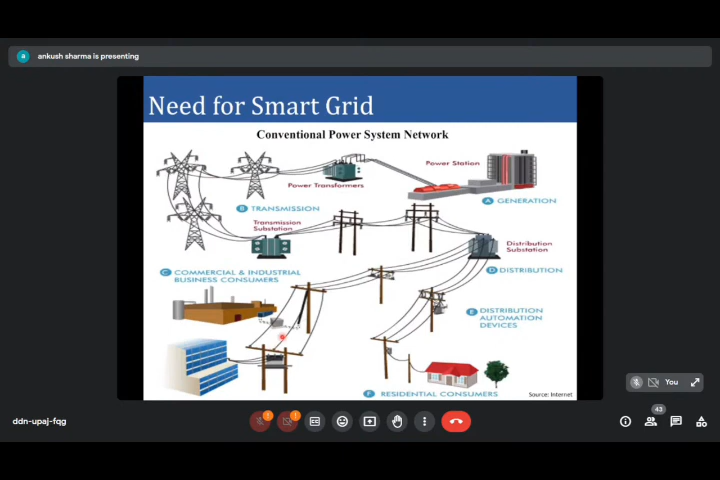 a ankush sharma is presenting
Need for Smart Grid
Conventional Power System Network
Power Station
Power Transformers
A GENERATION
B TRANSMISSION
Transmission
Substation
Distribution
Substation
C COMMERCIAL & INDUSTRIAL
BUSINESS CONSUMERS
D DISTRIBUTION
E DISTRIBUTION
AUTOMATION
DEVICES
F RESIDENTIAL CONSUMERS
Source: Internet
You
ddn-upaj-fqg
43